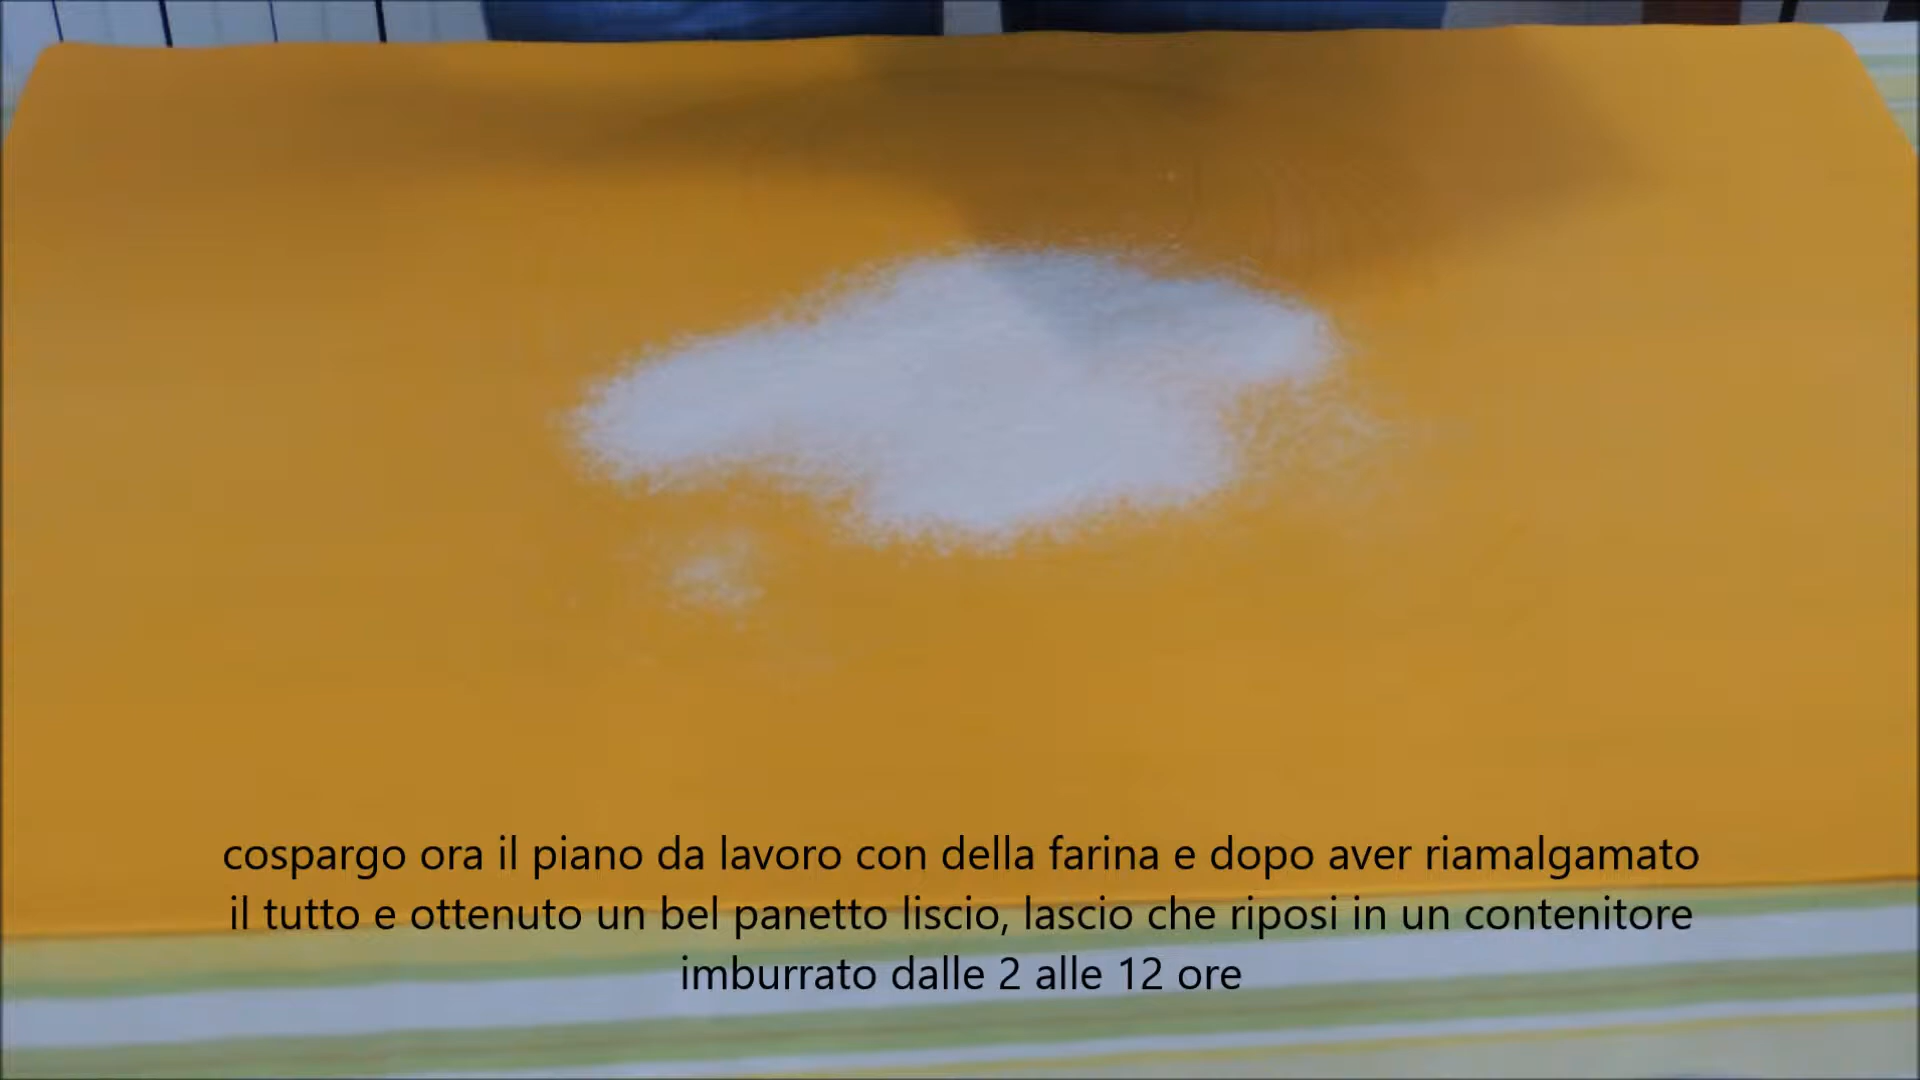 cospargo ora il piano da lavoro con della farina e dopo aver riamalgamato
il tutto e ottenuto un bel panetto liscio, lascio che riposi in un contenitore
imburrato dalle 2 alle 12 ore